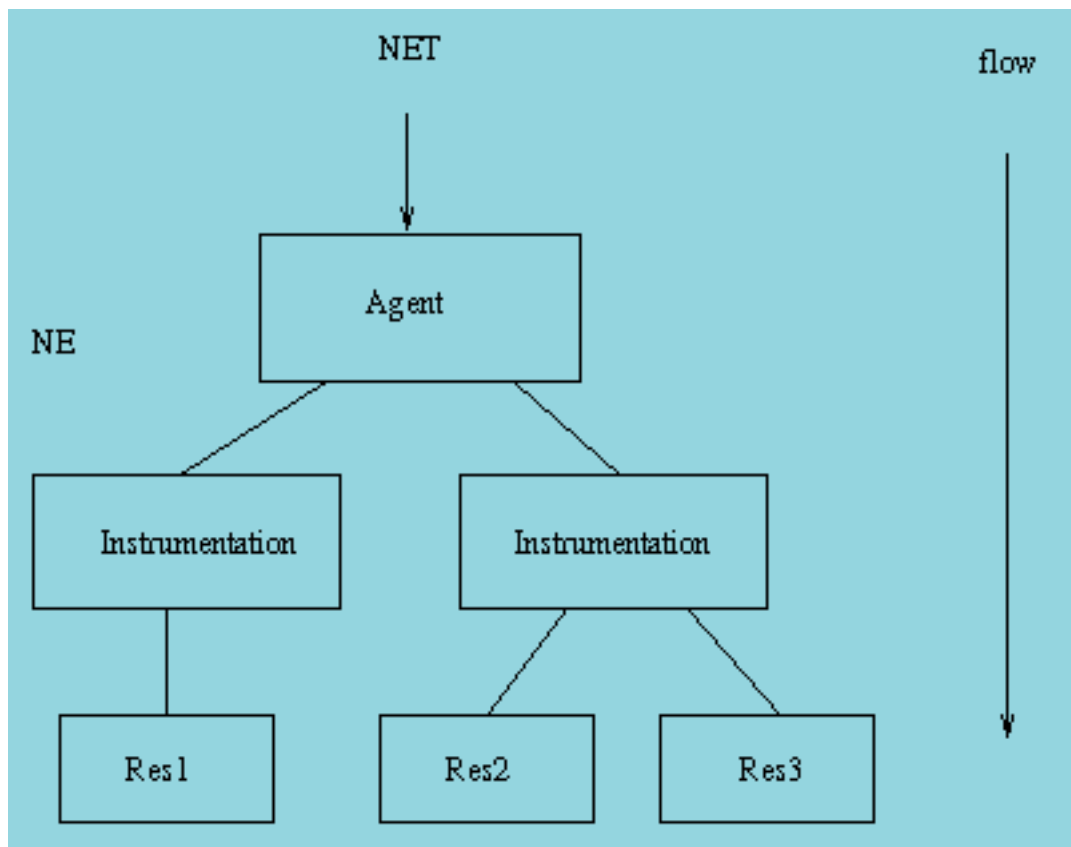 NET
flow
Agent
NE
Instrumentation
Instrumentation
Res1
Res2
Res3